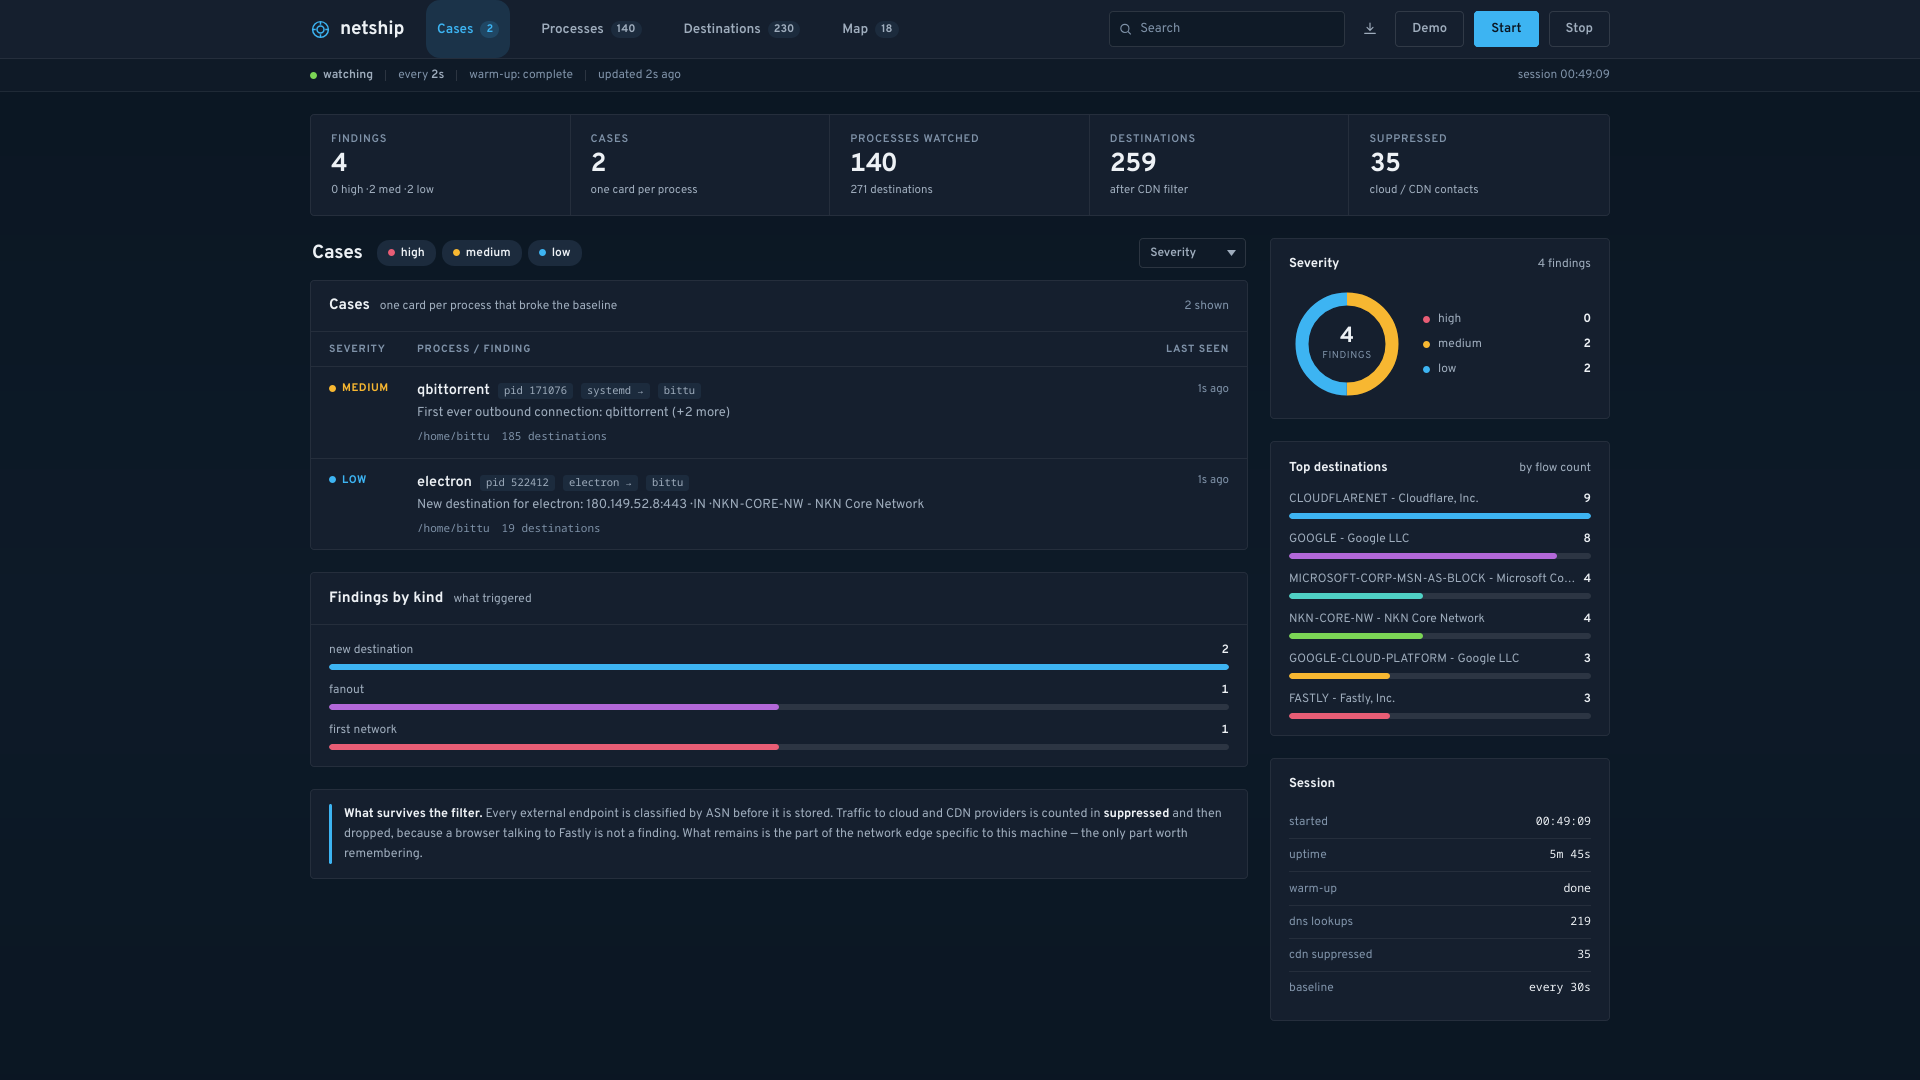 netship
Cases 2
Processes 140
Destinations 230
Map 18
Search
Demo
Start
Stop
watching
every 2s
warm-up: complete
updated 2s ago
session 00:49:09
FINDINGS
4
0 high ·2 med ·2 low
CASES
2
one card per process
PROCESSES WATCHED
140
271 destinations
DESTINATIONS
259
after CDN filter
SUPPRESSED
35
cloud / CDN contacts
Cases
high
medium
low
Severity
Cases one card per process that broke the baseline
2 shown
SEVERITY PROCESS / FINDING LAST SEEN
MEDIUM qbittorrent pid 171076 systemd → bittu 1s ago
First ever outbound connection: qbittorrent (+2 more)
/home/bittu 185 destinations
LOW electron pid 522412 electron → bittu 1s ago
New destination for electron: 180.149.52.8:443 ·IN ·NKN-CORE-NW - NKN Core Network
/home/bittu 19 destinations
Findings by kind what triggered
new destination 2
fanout 1
first network 1
What survives the filter. Every external endpoint is classified by ASN before it is stored. Traffic to cloud and CDN providers is counted in suppressed and then
dropped, because a browser talking to Fastly is not a finding. What remains is the part of the network edge specific to this machine — the only part worth
remembering.
Severity 4 findings
4
FINDINGS
high 0
medium 2
low 2
Top destinations by flow count
CLOUDFLARENET - Cloudflare, Inc. 9
GOOGLE - Google LLC 8
MICROSOFT-CORP-MSN-AS-BLOCK - Microsoft Co... 4
NKN-CORE-NW - NKN Core Network 4
GOOGLE-CLOUD-PLATFORM - Google LLC 3
FASTLY - Fastly, Inc. 3
Session
started 00:49:09
uptime 5m 45s
warm-up done
dns lookups 219
cdn suppressed 35
baseline every 30s